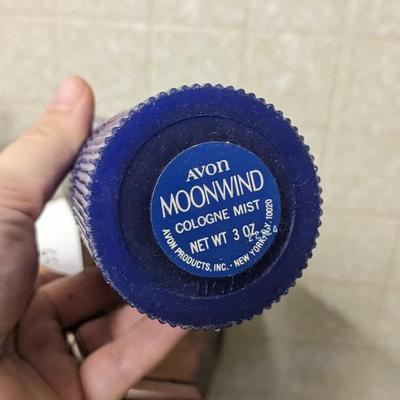 AVON
MOONWIND
COLOGNE MIST
NET WT 3 OZ
AVON PRODUCTS, INC. · NEW YORK, N.Y. 10020